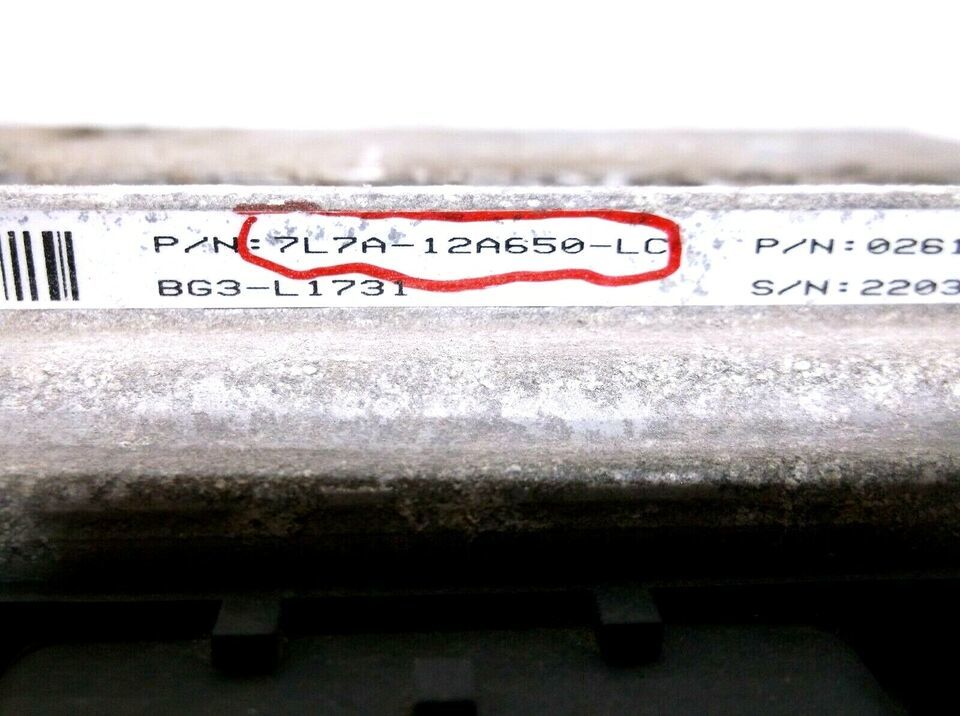 P/N:7L7A-12A650-LC P/N:0261
BG3-L1731 S/N:2203